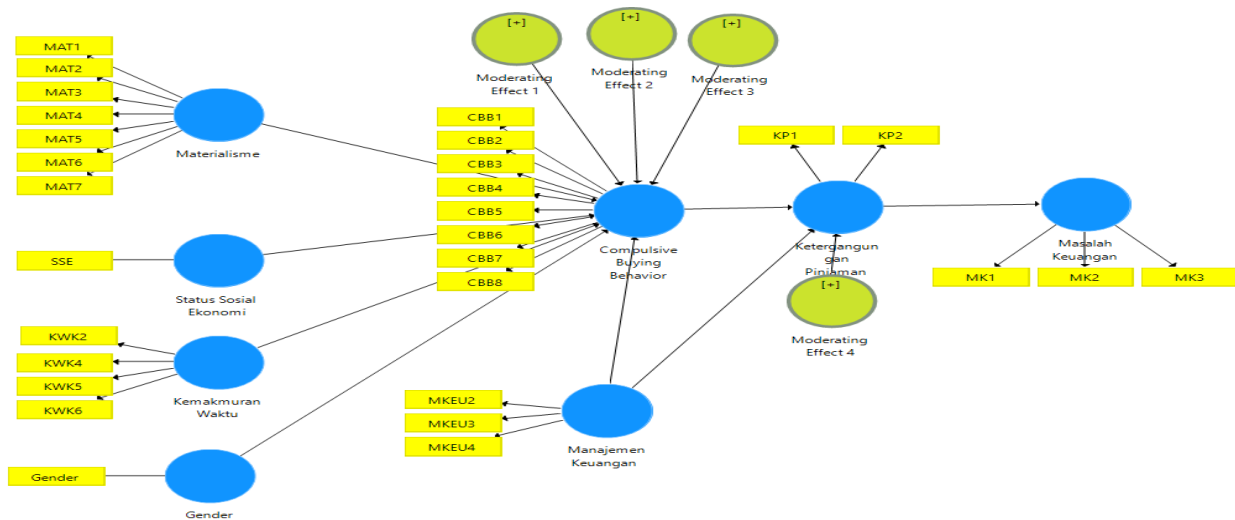 [+]
Moderating
Effect 1
[+]
Moderating
Effect 2
[+]
Moderating
Effect 3
MAT1
MAT2
MAT3
MAT4
MAT5
MAT6
MAT7
Materialisme
CBB1
CBB2
CBB3
CBB4
CBB5
CBB6
CBB7
CBB8
Compulsive
Buying
Behavior
KP1
KP2
Ketergangun
gan
Pinjaman
[+]
Moderating
Effect 4
Masalah
Keuangan
MK1
MK2
MK3
SSE
Status Sosial
Ekonomi
KWK2
KWK4
KWK5
KWK6
Kemakmuran
Waktu
MKEU2
MKEU3
MKEU4
Manajemen
Keuangan
Gender
Gender